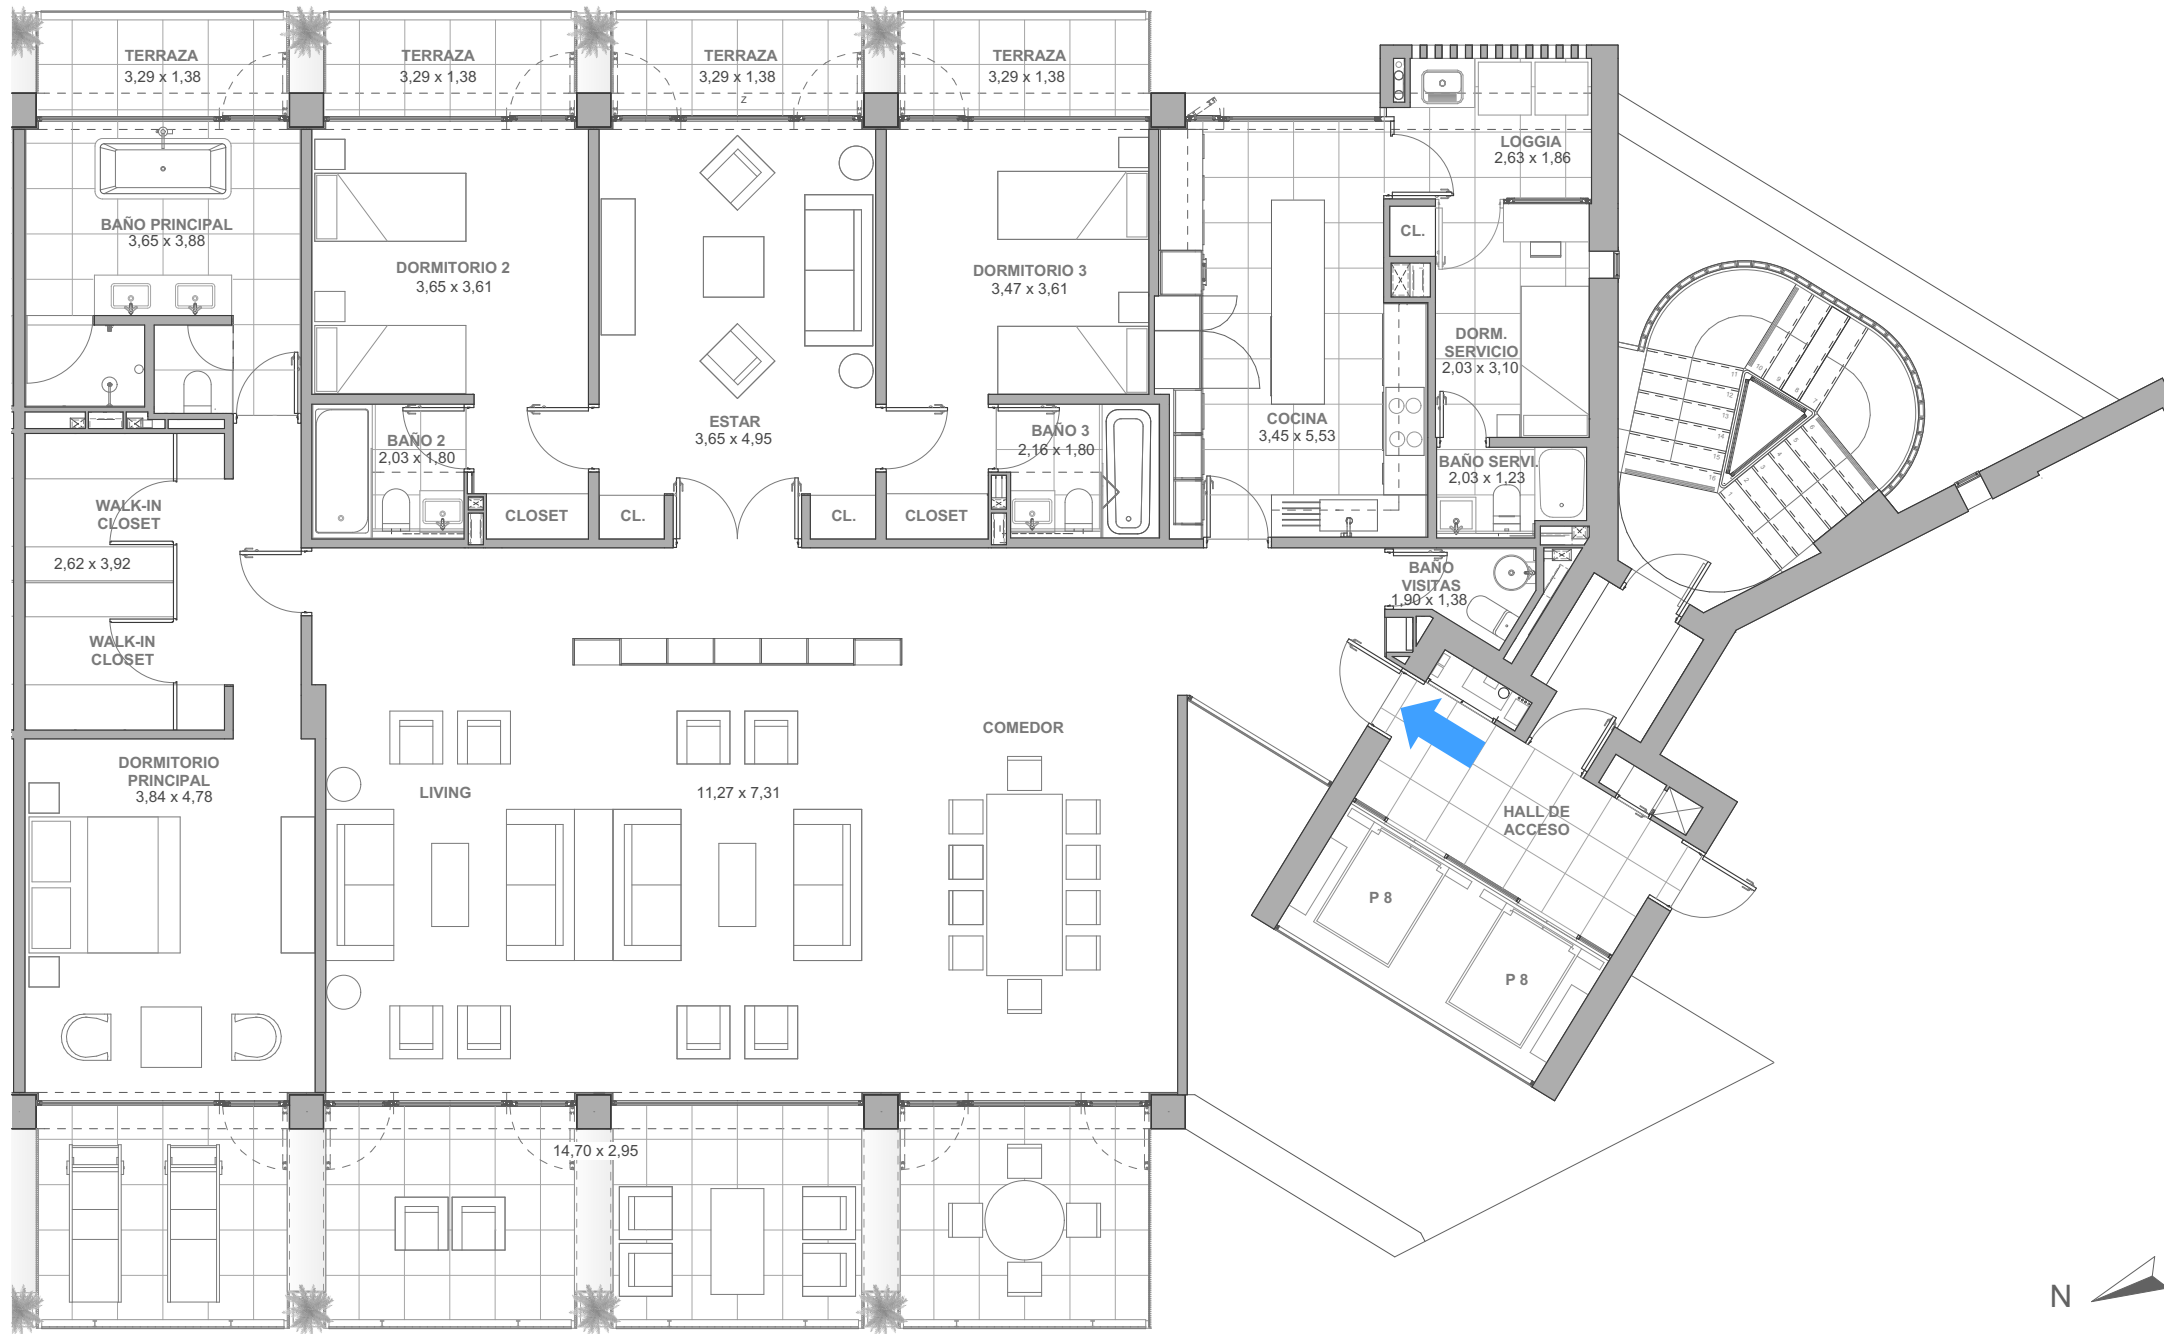 TERRAZA
3,29 x 1,38
TERRAZA
3,29 x 1,38
TERRAZA
3,29 x 1,38
z
TERRAZA
3,29 x 1,38
LOGGIA
2,63 x 1,86
BAÑO PRINCIPAL
3,65 x 3,88
DORMITORIO 2
3,65 x 3,61
DORMITORIO 3
3,47 x 3,61
CL.
DORM.
SERVICIO
2,03 x 3,10
ESTAR
3,65 x 4,95
COCINA
3,45 x 5,53
BAÑO 2
2,03 x 1,80
BAÑO 3
2,16 x 1,80
BAÑO SERVI.
2,03 x 1,23
WALK-IN
CLOSET
CLOSET
CL.
CL.
CLOSET
2,62 x 3,92
BAÑO
VISITAS
1,90 x 1,38
WALK-IN
CLOSET
COMEDOR
DORMITORIO
PRINCIPAL
3,84 x 4,78
LIVING
11,27 x 7,31
HALL DE
ACCESO
P 8
P 8
14,70 x 2,95
N